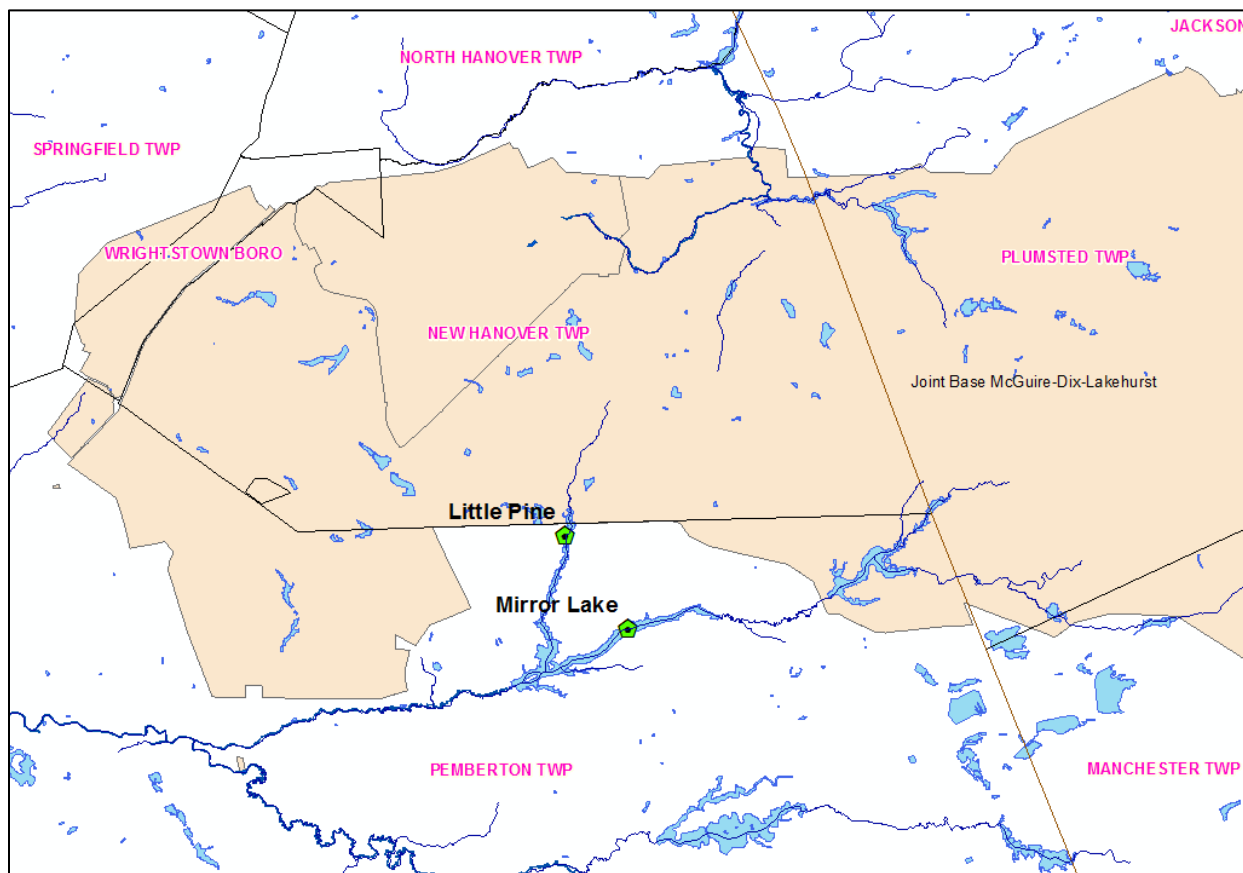 JACKSON
NORTH HANOVER TWP
SPRINGFIELD TWP
WRIGHTSTOWN BORO
PLUMSTED TWP
NEW HANOVER TWP
Joint Base McGuire-Dix-Lakehurst
Little Pine
Mirror Lake
PEMBERTON TWP
MANCHESTER TWP